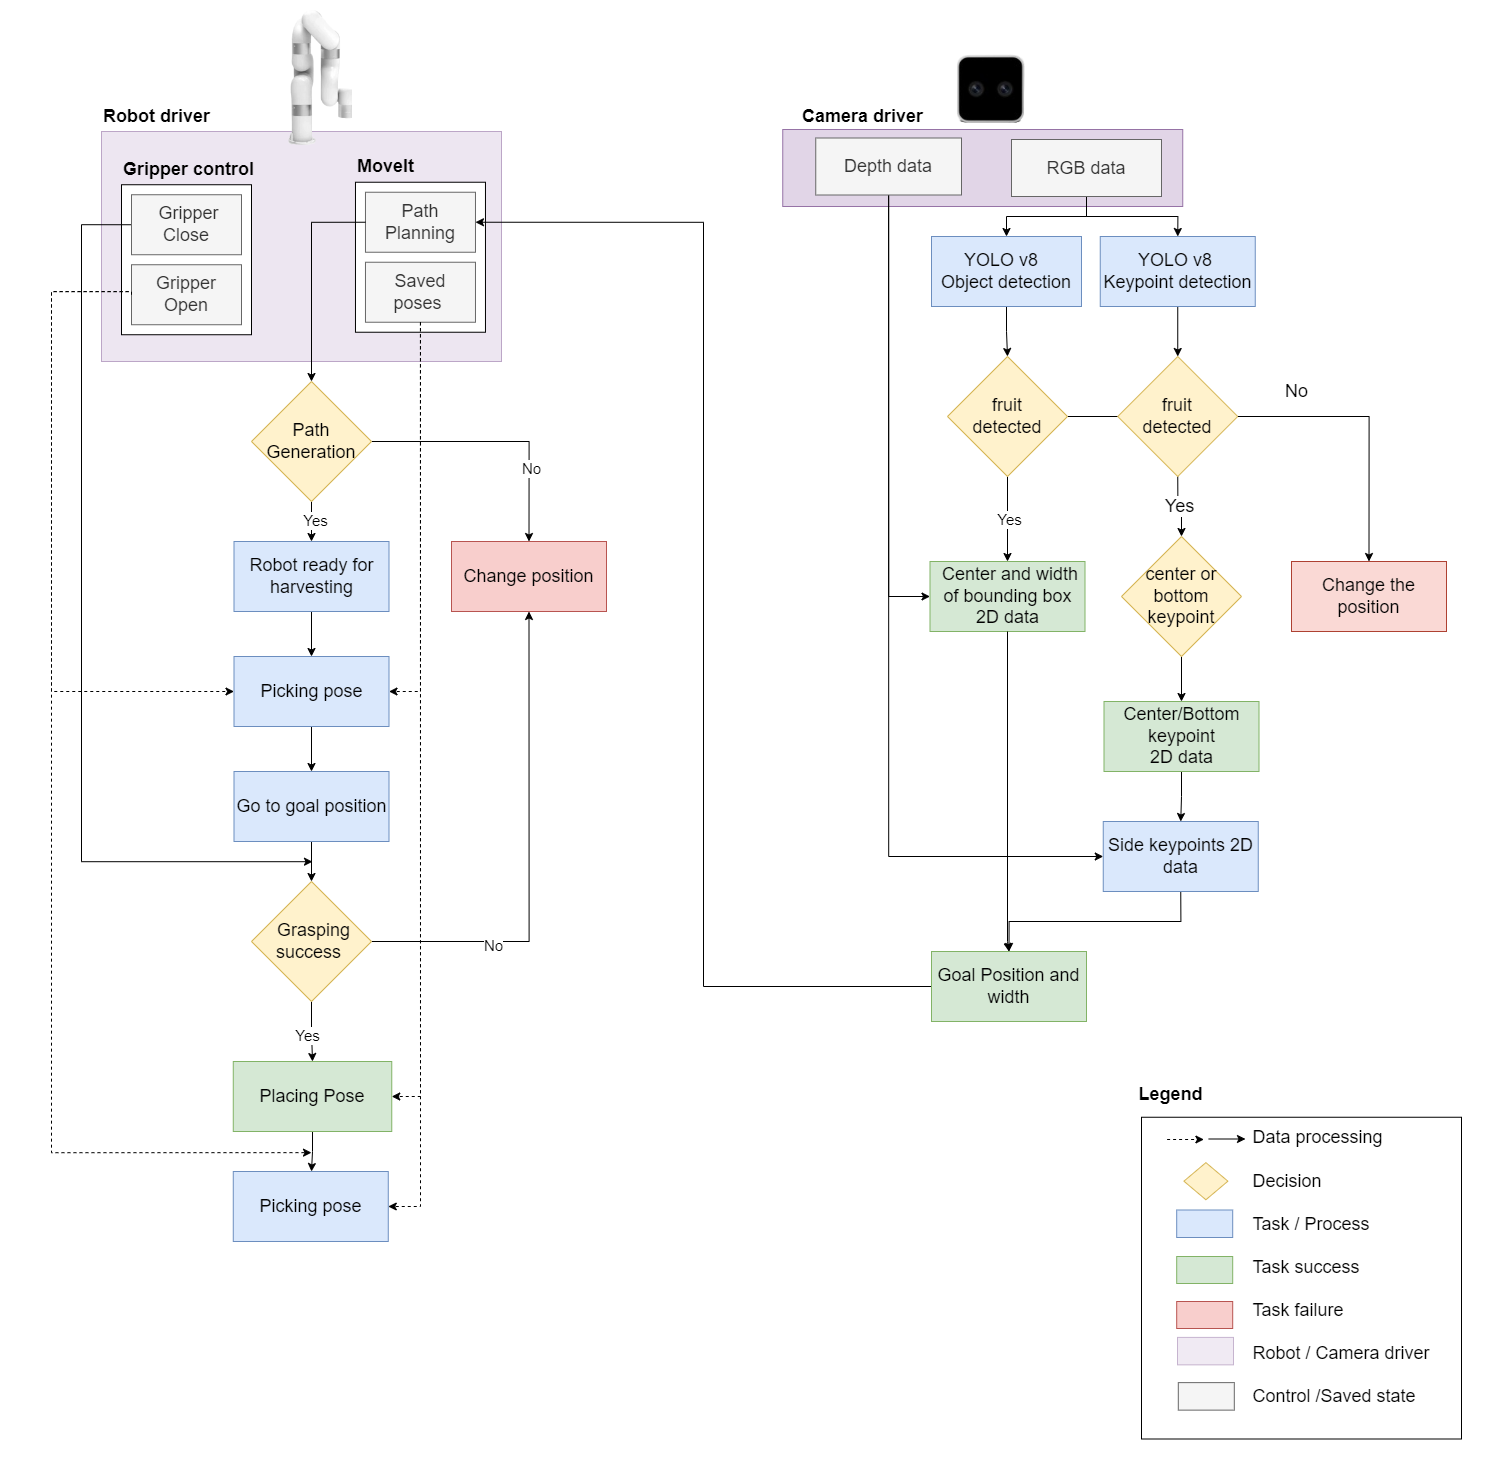 Robot driver
Gripper control
Gripper
Close
Gripper
Open
MoveIt
Path
Planning
Saved
poses
Path
Generation
No
Yes
Robot ready for
harvesting
Change position
Picking pose
Go to goal position
Grasping
success
No
Yes
Placing Pose
Picking pose
Camera driver
Depth data
RGB data
YOLO v8
Object detection
YOLO v8
Keypoint detection
fruit
detected
fruit
detected
No
Yes
Yes
Center and width
of bounding box
2D data
center or
bottom
keypoint
Change the
position
Center/Bottom
keypoint
2D data
Side keypoints 2D
data
Goal Position and
width
Legend
Data processing
Decision
Task / Process
Task success
Task failure
Robot / Camera driver
Control /Saved state